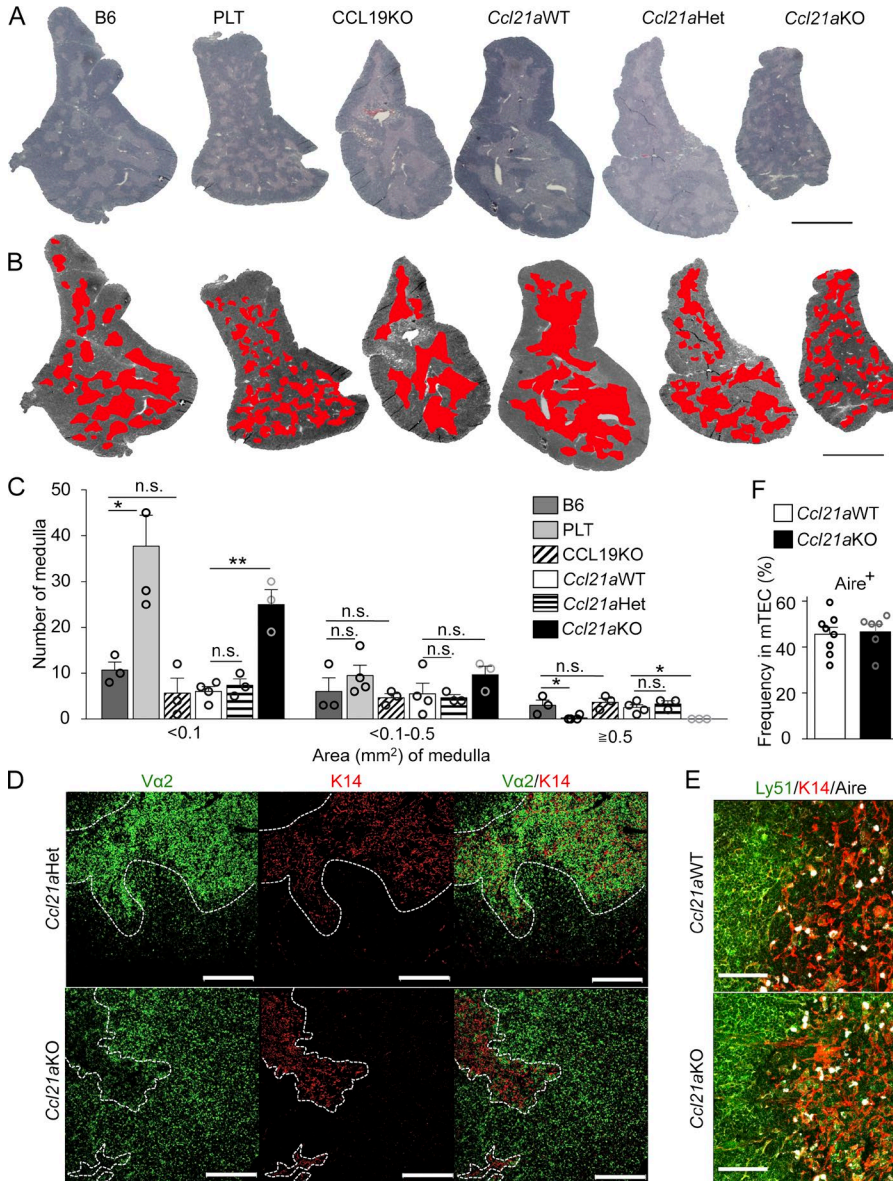 A
B6 PLT CCL19KO Ccl21aWT Ccl21aHet Ccl21aKO
B
C
Number of medulla
50
40
30
20
10
0
n.s.
*
n.s.
**
n.s.
n.s.
n.s.
n.s.
n.s.
*
n.s.
*
B6
PLT
CCL19KO
Ccl21aWT
Ccl21aHet
Ccl21aKO
<0.1 <0.1-0.5 ≧0.5
Area (mm²) of medulla
F
Ccl21aWT
Ccl21aKO
Aire⁺
Frequency in mTEC (%)
60
40
20
0
D
Vα2 K14 Vα2/K14
Ccl21aHet
Ccl21aKO
E
Ly51/K14/Aire
Ccl21aWT
Ccl21aKO